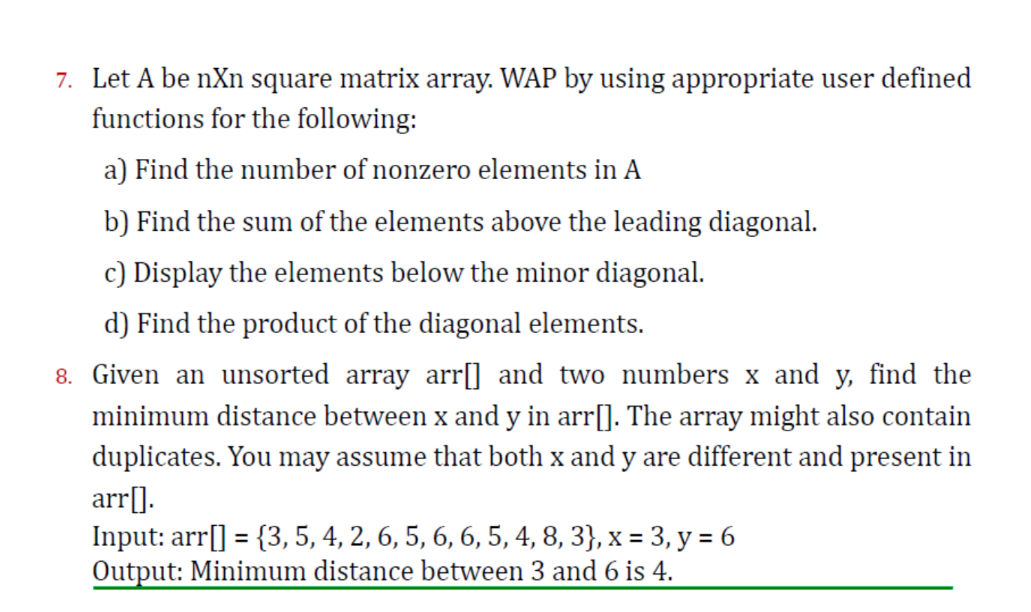 7. Let A be nXn square matrix array. WAP by using appropriate user defined
functions for the following:
a) Find the number of nonzero elements in A
b) Find the sum of the elements above the leading diagonal.
c) Display the elements below the minor diagonal.
d) Find the product of the diagonal elements.
8. Given an unsorted array arr[] and two numbers x and y, find the
minimum distance between x and y in arr[]. The array might also contain
duplicates. You may assume that both x and y are different and present in
arr[].
Input: arr[] = {3, 5, 4, 2, 6, 5, 6, 6, 5, 4, 8, 3}, x = 3, y = 6
Output: Minimum distance between 3 and 6 is 4.